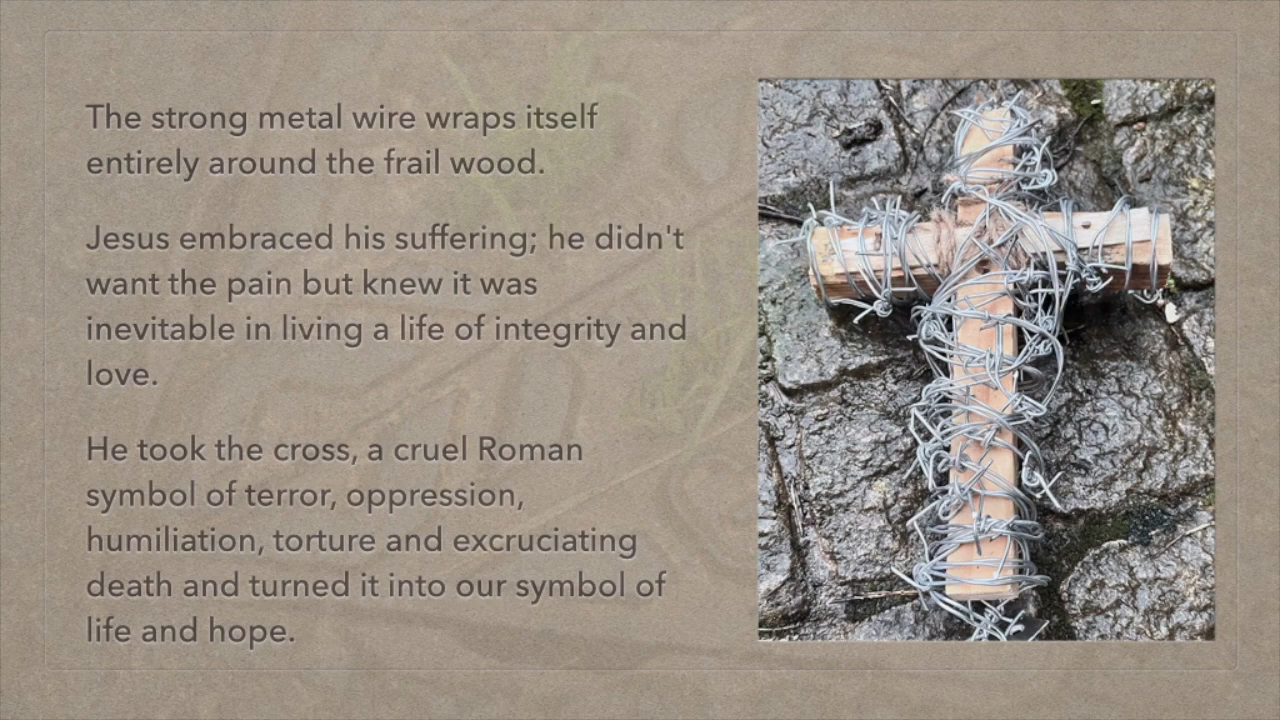 The strong metal wire wraps itself
entirely around the frail wood.
Jesus embraced his suffering; he didn't
want the pain but knew it was
inevitable in living a life of integrity and
love.
He took the cross, a cruel Roman
symbol of terror, oppression,
humiliation, torture and excruciating
death and turned it into our symbol of
life and hope.